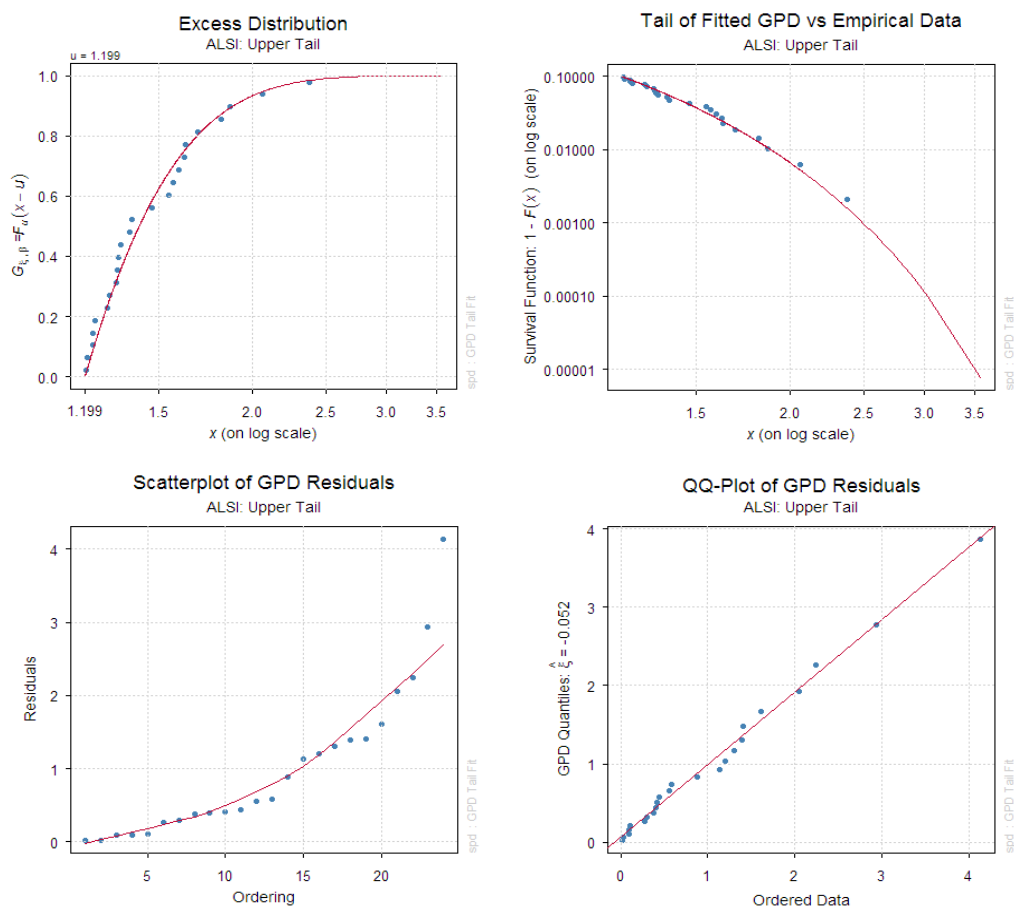 Excess Distribution
ALSI: Upper Tail
u = 1.199
1.0
0.8
0.6
0.4
0.2
0.0
Gξ,β =Fu(x − u)
1.199 1.5 2.0 2.5 3.0 3.5
x (on log scale)
spd : GPD Tail Fit
Tail of Fitted GPD vs Empirical Data
ALSI: Upper Tail
0.10000
0.01000
0.00100
0.00010
0.00001
Survival Function: 1 - F(x) (on log scale)
1.5 2.0 2.5 3.0 3.5
x (on log scale)
spd : GPD Tail Fit
Scatterplot of GPD Residuals
ALSI: Upper Tail
4
3
2
1
0
Residuals
5 10 15 20
Ordering
spd : GPD Tail Fit
QQ-Plot of GPD Residuals
ALSI: Upper Tail
4
3
2
1
0
GPD Quantiles: ξ̂ = -0.052
0 1 2 3 4
Ordered Data
spd : GPD Tail Fit